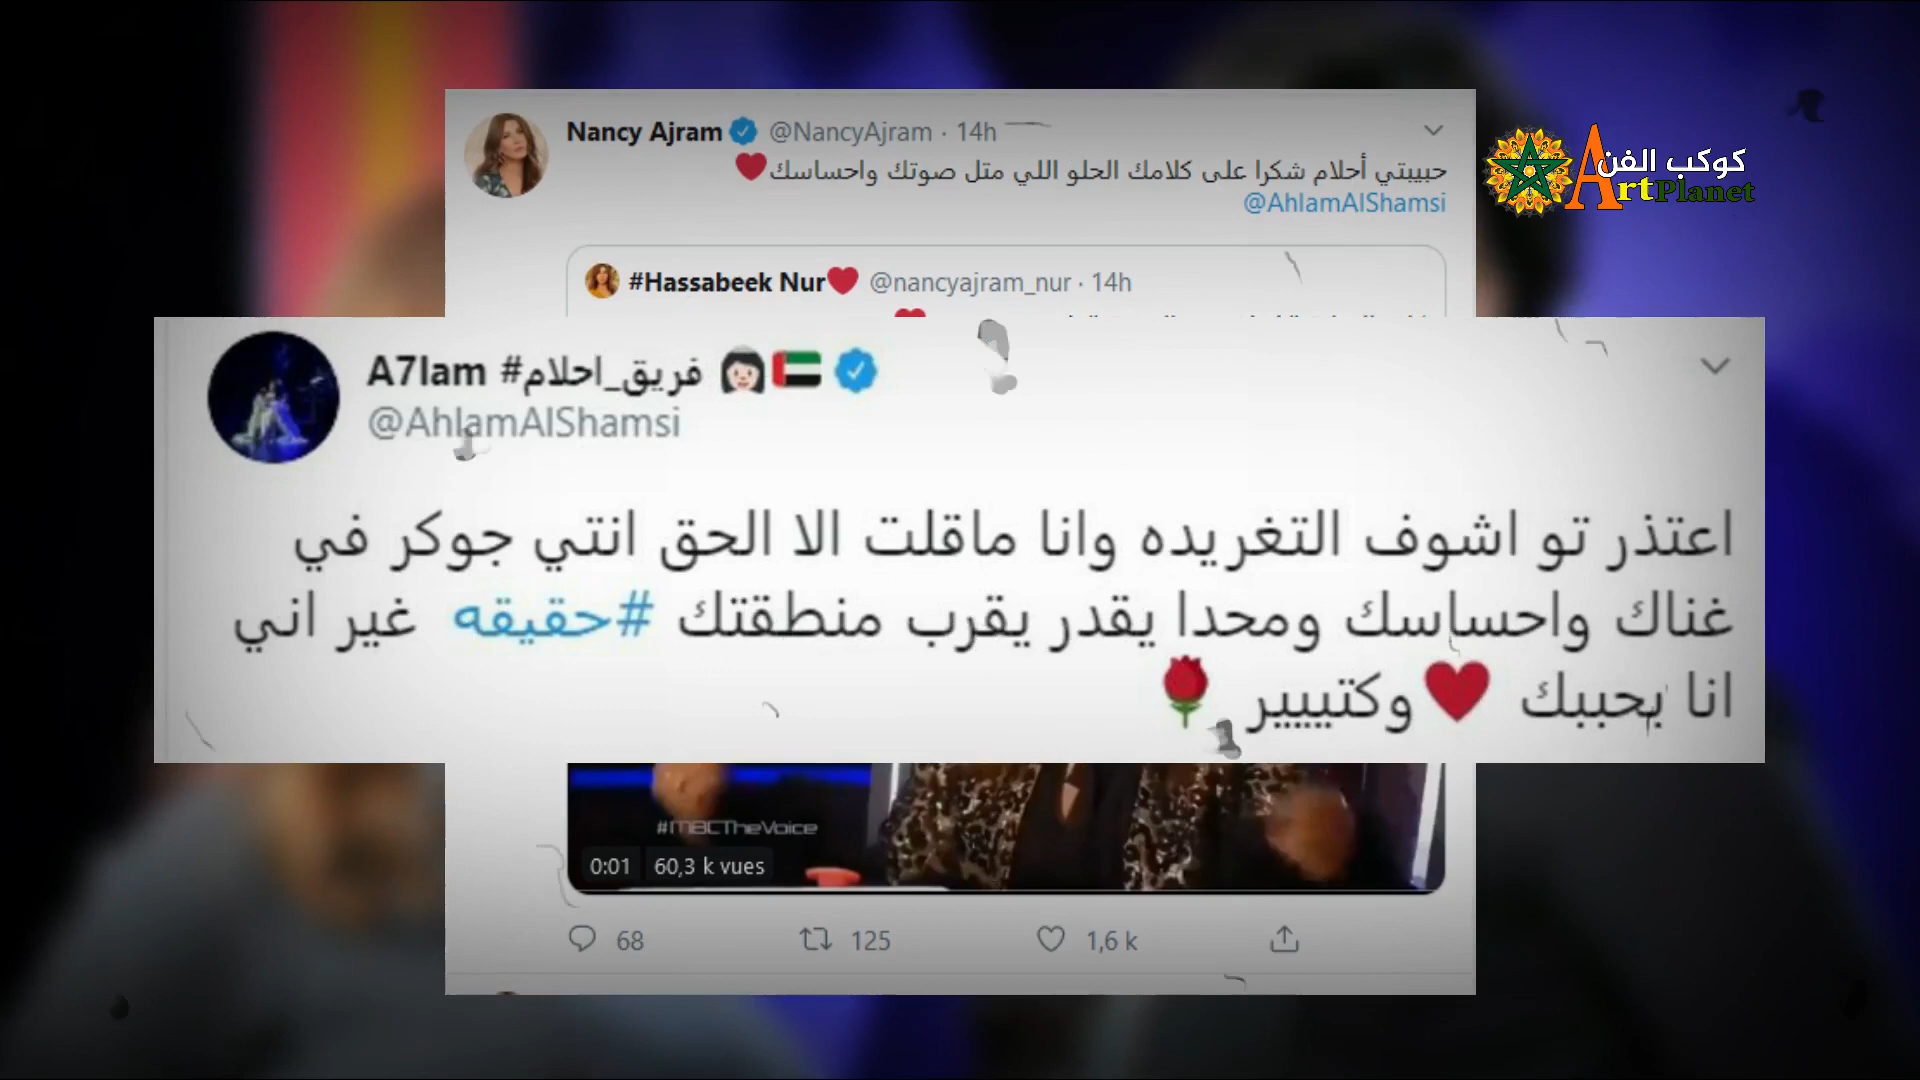 Nancy Ajram @NancyAjram · 14h
حبيبتي أحلام شكرا على كلامك الحلو اللي متل صوتك واحساسك❤️
@AhlamAlShamsi
كوكب الفن
ArtPlanet
#Hassabeek Nur❤️ @nancyajram_nur · 14h
A7lam #فريق_احلام 👩🏻🇦🇪
@AhlamAlShamsi
اعتذر تو اشوف التغريده وانا ماقلت الا الحق انتي جوكر في
غناك واحساسك ومحدا يقدر يقرب منطقتك #حقيقه غير اني
انا بحببك ❤️وكتيييير 🌹
#MBCTheVoice
0:01 60,3 k vues
68 125 1,6 k